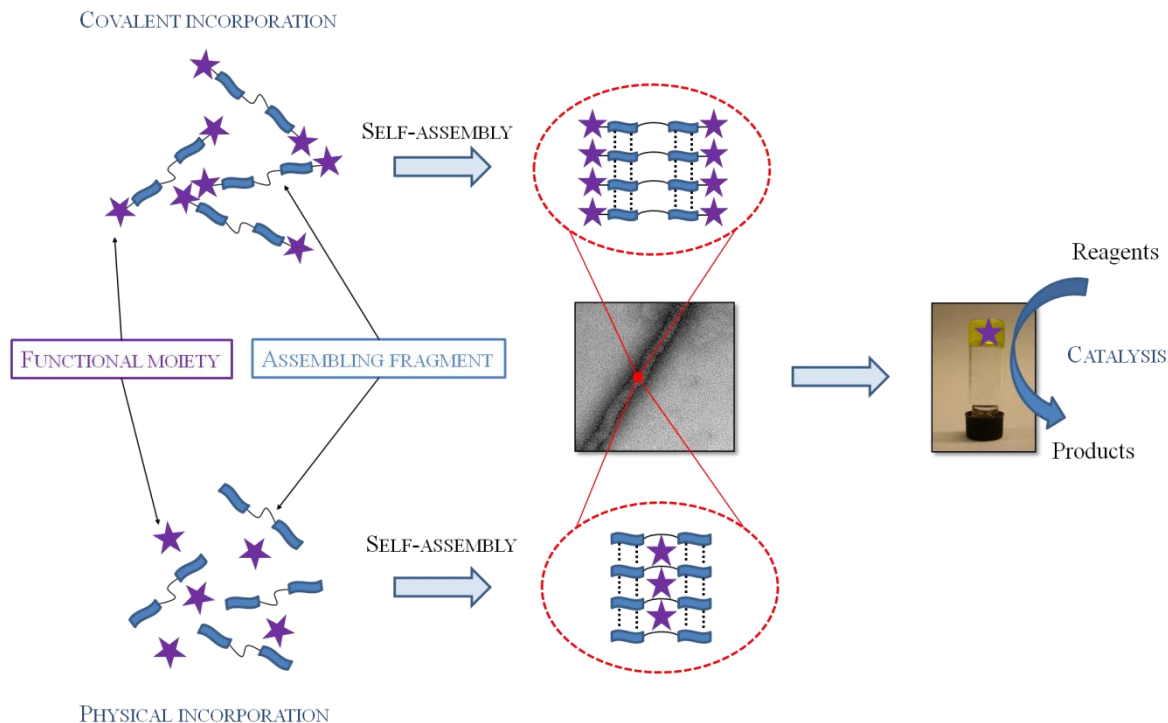 COVALENT INCORPORATION
SELF-ASSEMBLY
Reagents
FUNCTIONAL MOIETY
ASSEMBLING FRAGMENT
CATALYSIS
Products
SELF-ASSEMBLY
PHYSICAL INCORPORATION